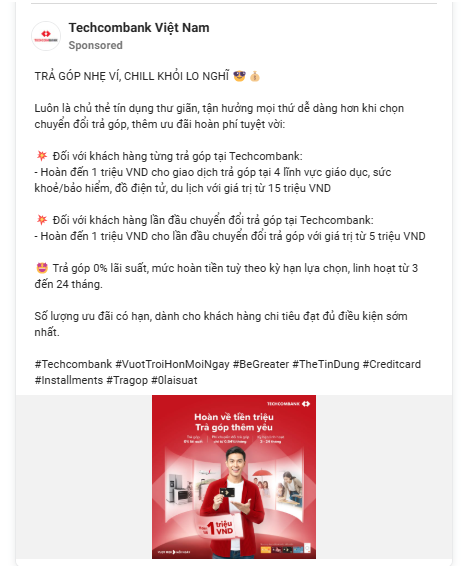 Techcombank Việt Nam
TECHCOMBANK
Sponsored
TRẢ GÓP NHẸ VÍ, CHILL KHỎI LO NGHĨ 😎💰
Luôn là chủ thẻ tín dụng thư giãn, tận hưởng mọi thứ dễ dàng hơn khi chọn
chuyển đổi trả góp, thêm ưu đãi hoàn phí tuyệt vời:
💥 Đối với khách hàng từng trả góp tại Techcombank:
- Hoàn đến 1 triệu VND cho giao dịch trả góp tại 4 lĩnh vực giáo dục, sức
khoẻ/bảo hiểm, đồ điện tử, du lịch với giá trị từ 15 triệu VND
💥 Đối với khách hàng lần đầu chuyển đổi trả góp tại Techcombank:
- Hoàn đến 1 triệu VND cho lần đầu chuyển đổi trả góp với giá trị từ 5 triệu VND
🤩 Trả góp 0% lãi suất, mức hoàn tiền tuỳ theo kỳ hạn lựa chọn, linh hoạt từ 3
đến 24 tháng.
Số lượng ưu đãi có hạn, dành cho khách hàng chi tiêu đạt đủ điều kiện sớm
nhất.
#Techcombank #VuotTroiHonMoiNgay #BeGreater #TheTinDung #Creditcard
#Installments #Tragop #0laisuat
TECHCOMBANK
Hoàn về tiền triệu
Trả góp thêm yêu
1 triệu
VND